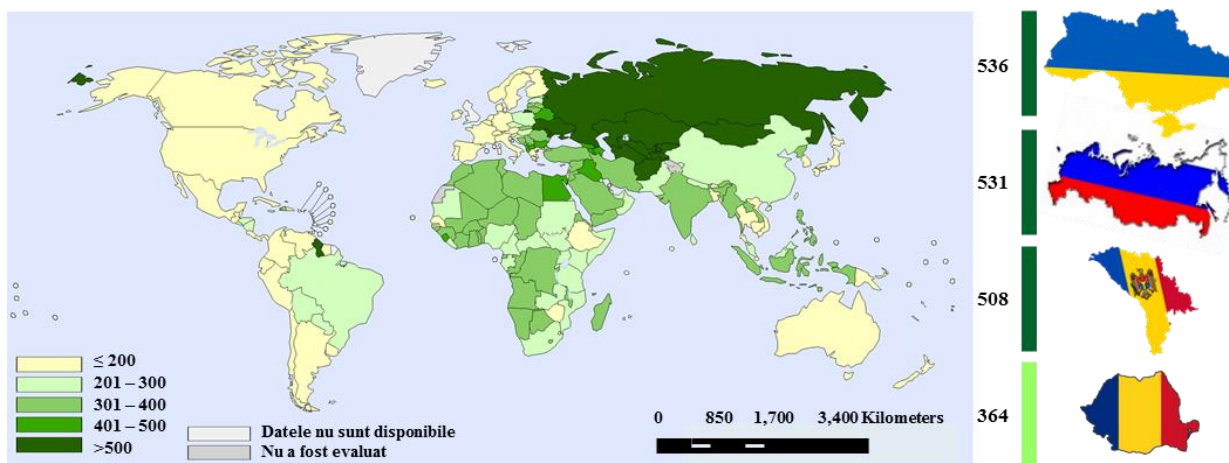 ≤ 200
201 – 300
301 – 400
401 – 500
>500
Datele nu sunt disponibile
Nu a fost evaluat
0 850 1,700 3,400 Kilometers
536
531
508
364